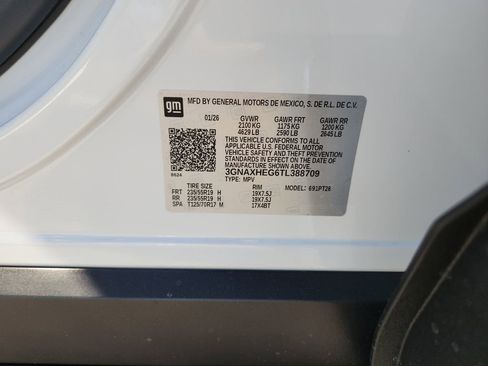 gm
MFD BY GENERAL MOTORS DE MEXICO, S. DE R.L. DE C.V.
01/26 GVWR GAWR FRT GAWR RR
2100 KG 1175 KG 1200 KG
4629 LB 2590 LB 2645 LB
THIS VEHICLE CONFORMS TO ALL
APPLICABLE U.S. FEDERAL MOTOR
VEHICLE SAFETY AND THEFT PREVENTION
STANDARDS IN EFFECT ON THE DATE OF
MANUFACTURE SHOWN ABOVE.
3GNAXHEG6TL388709
8624 TYPE: MPV
TIRE SIZE RIM MODEL: 691PT26
FRT 235/55R19 H 19X7.5J
RR 235/55R19 H 19X7.5J
SPA T125/70R17 M 17X4BT